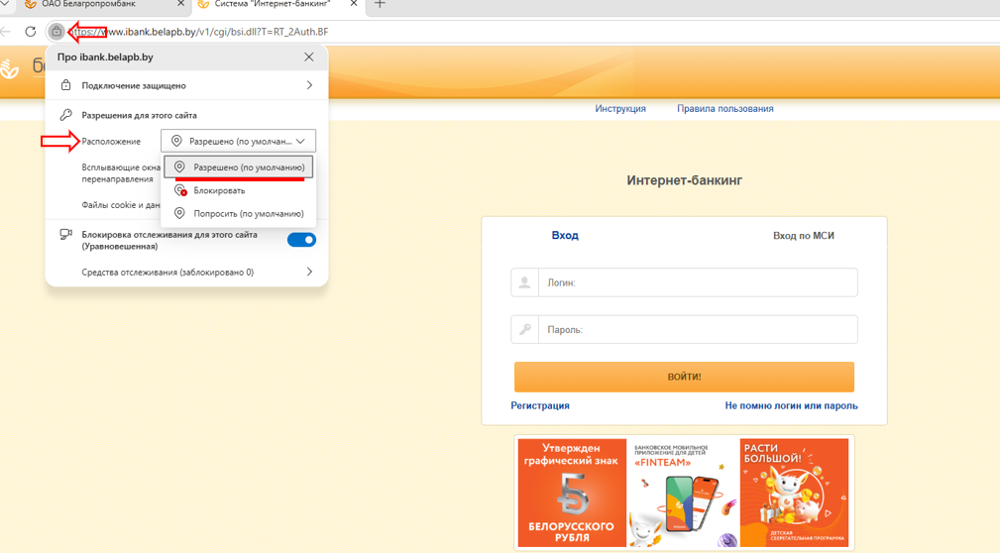 ОАО Белагропромбанк
Система "Интернет-банкинг"
https://www.ibank.belapb.by/v1/cgi/bsi.dll?T=RT_2Auth.BF
Про ibank.belapb.by
Подключение защищено
Разрешения для этого сайта
Расположение
Разрешено (по умолчан...
Разрешено (по умолчанию)
Блокировать
Попросить (по умолчанию)
Всплывающие окна
перенаправления
Файлы cookie и дан
Блокировка отслеживания для этого сайта
(Уравновешенная)
Средства отслеживания (заблокировано 0)
Инструкция
Правила пользования
Интернет-банкинг
Вход
Вход по МСИ
Логин:
Пароль:
ВОЙТИ!
Регистрация
Не помню логин или пароль
Утвержден
графический знак
БЕЛОРУССКОГО
РУБЛЯ
БАНКОВСКОЕ МОБИЛЬНОЕ
ПРИЛОЖЕНИЕ ДЛЯ ДЕТЕЙ
«FINTEAM»
РАСТИ
БОЛЬШОЙ!
ДЕТСКАЯ
СБЕРЕГАТЕЛЬНАЯ ПРОГРАММА